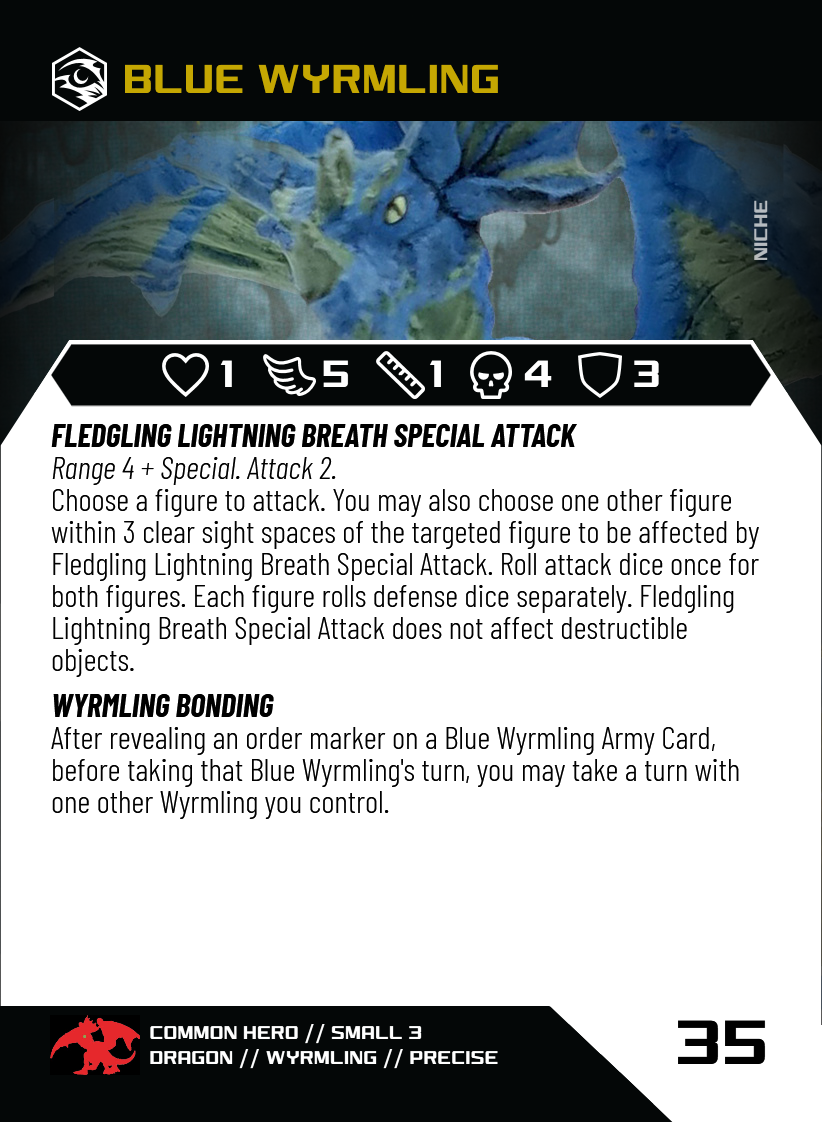 BLUE WYRMLING
NICHE
1 5 1 4 3
FLEDGLING LIGHTNING BREATH SPECIAL ATTACK
Range 4 + Special. Attack 2.
Choose a figure to attack. You may also choose one other figure
within 3 clear sight spaces of the targeted figure to be affected by
Fledgling Lightning Breath Special Attack. Roll attack dice once for
both figures. Each figure rolls defense dice separately. Fledgling
Lightning Breath Special Attack does not affect destructible
objects.
WYRMLING BONDING
After revealing an order marker on a Blue Wyrmling Army Card,
before taking that Blue Wyrmling's turn, you may take a turn with
one other Wyrmling you control.
COMMON HERO // SMALL 3
DRAGON // WYRMLING // PRECISE
35